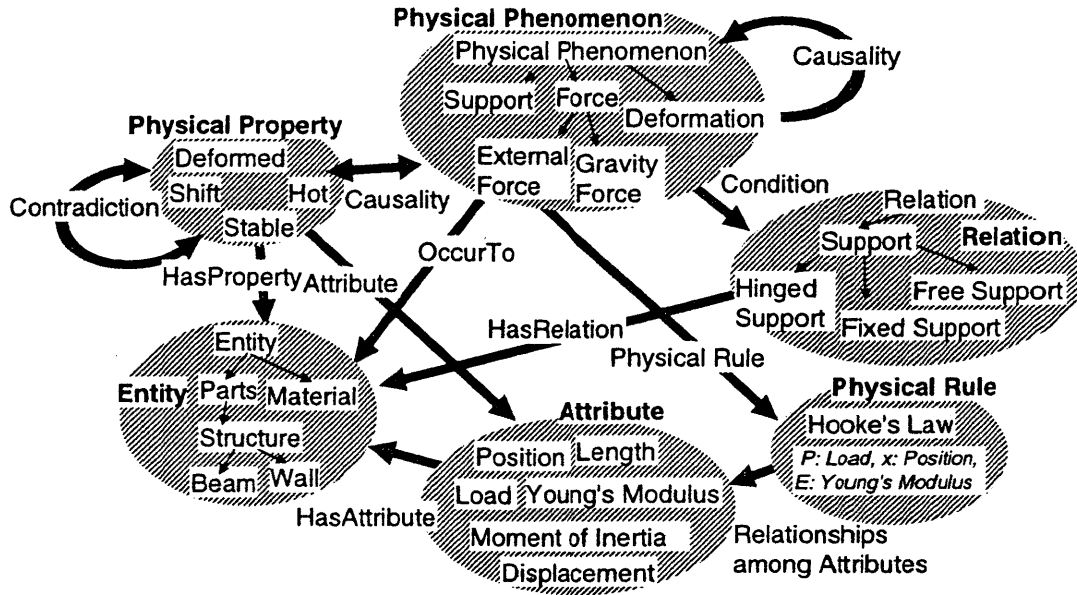 Physical Phenomenon
Physical Phenomenon
Support
Force
Deformation
External
Force
Gravity
Force
Causality
Physical Property
Deformed
Shift
Hot
Stable
Contradiction
Causality
Condition
Relation
Support
Relation
Hinged
Support
Free Support
Fixed Support
HasProperty
Attribute
OccurTo
HasRelation
Physical Rule
Entity
Entity
Parts
Material
Structure
Beam
Wall
HasAttribute
Attribute
Position
Length
Load
Young's Modulus
Moment of Inertia
Displacement
Physical Rule
Hooke's Law
P: Load, x: Position,
E: Young's Modulus
Relationships
among Attributes